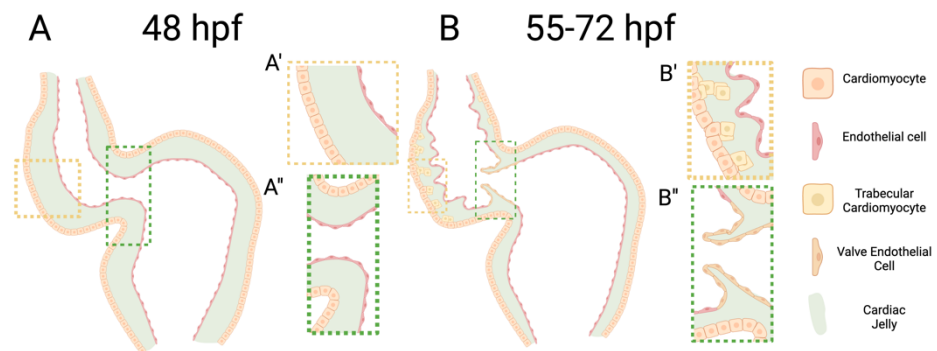 A
48 hpf
B
55-72 hpf
A'
A"
B'
B"
Cardiomyocyte
Endothelial cell
Trabecular
Cardiomyocyte
Valve Endothelial
Cell
Cardiac
Jelly